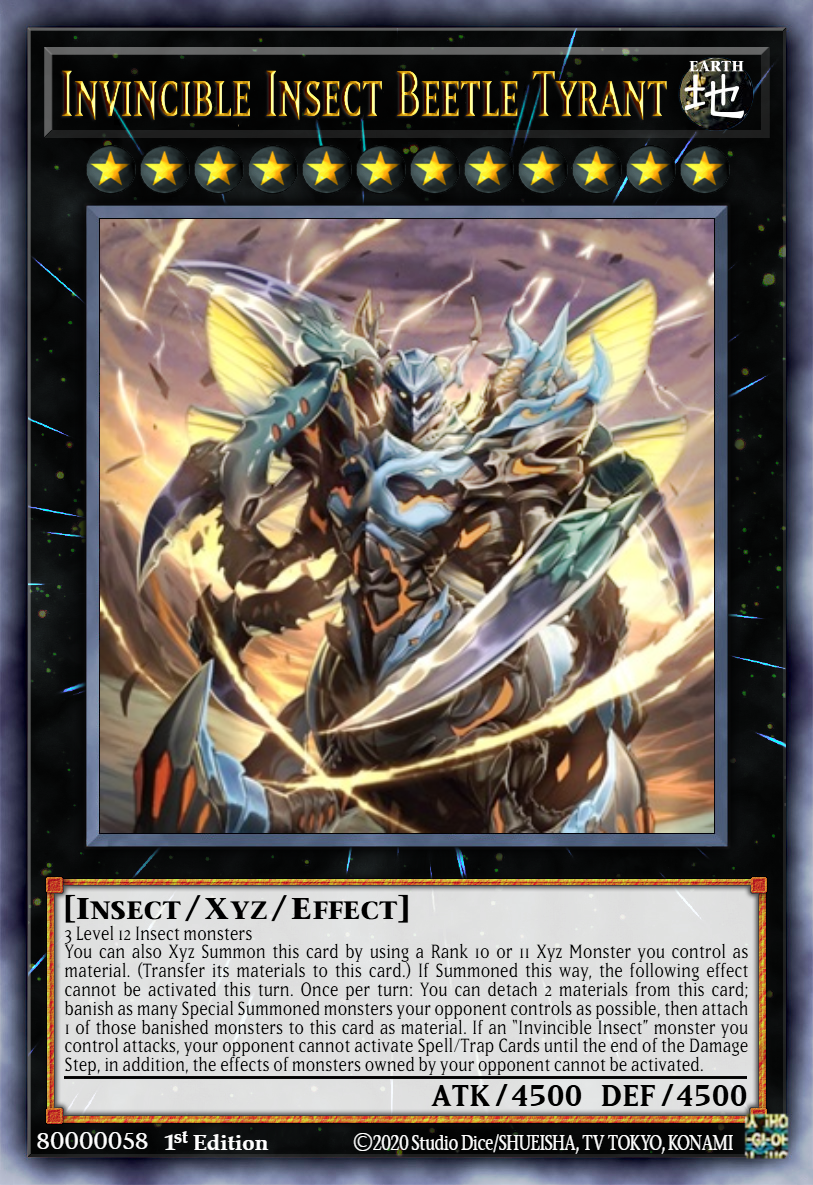 Invincible Insect Beetle Tyrant
EARTH
地
[Insect/Xyz/Effect]
3 Level 12 Insect monsters
You can also Xyz Summon this card by using a Rank 10 or 11 Xyz Monster you control as
material. (Transfer its materials to this card.) If Summoned this way, the following effect
cannot be activated this turn. Once per turn: You can detach 2 materials from this card;
banish as many Special Summoned monsters your opponent controls as possible, then attach
1 of those banished monsters to this card as material. If an "Invincible Insect" monster you
control attacks, your opponent cannot activate Spell/Trap Cards until the end of the Damage
Step, in addition, the effects of monsters owned by your opponent cannot be activated.
ATK/4500 DEF/4500
80000058 1st Edition ©2020 Studio Dice/SHUEISHA, TV TOKYO, KONAMI